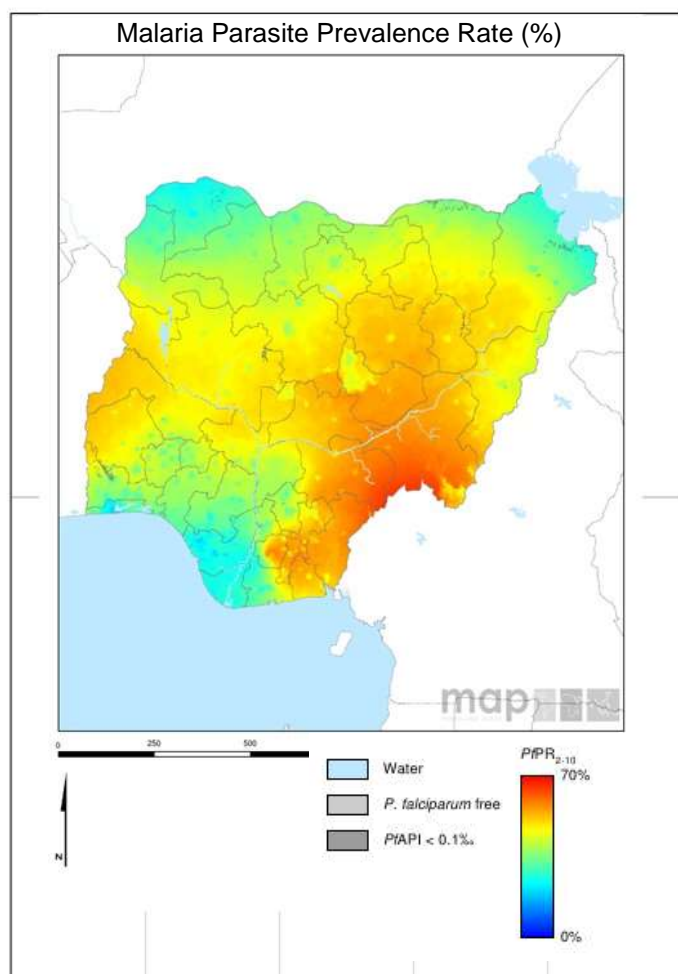 Malaria Parasite Prevalence Rate (%)
map
0 250 500
N
Water
P. falciparum free
PfAPI < 0.1‰
PfPR2-10
70%
0%